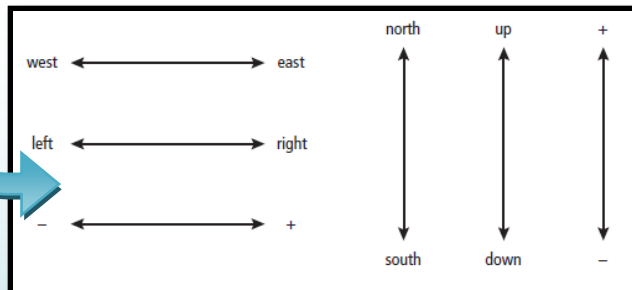 north up +
west east
left right
– +
south down –